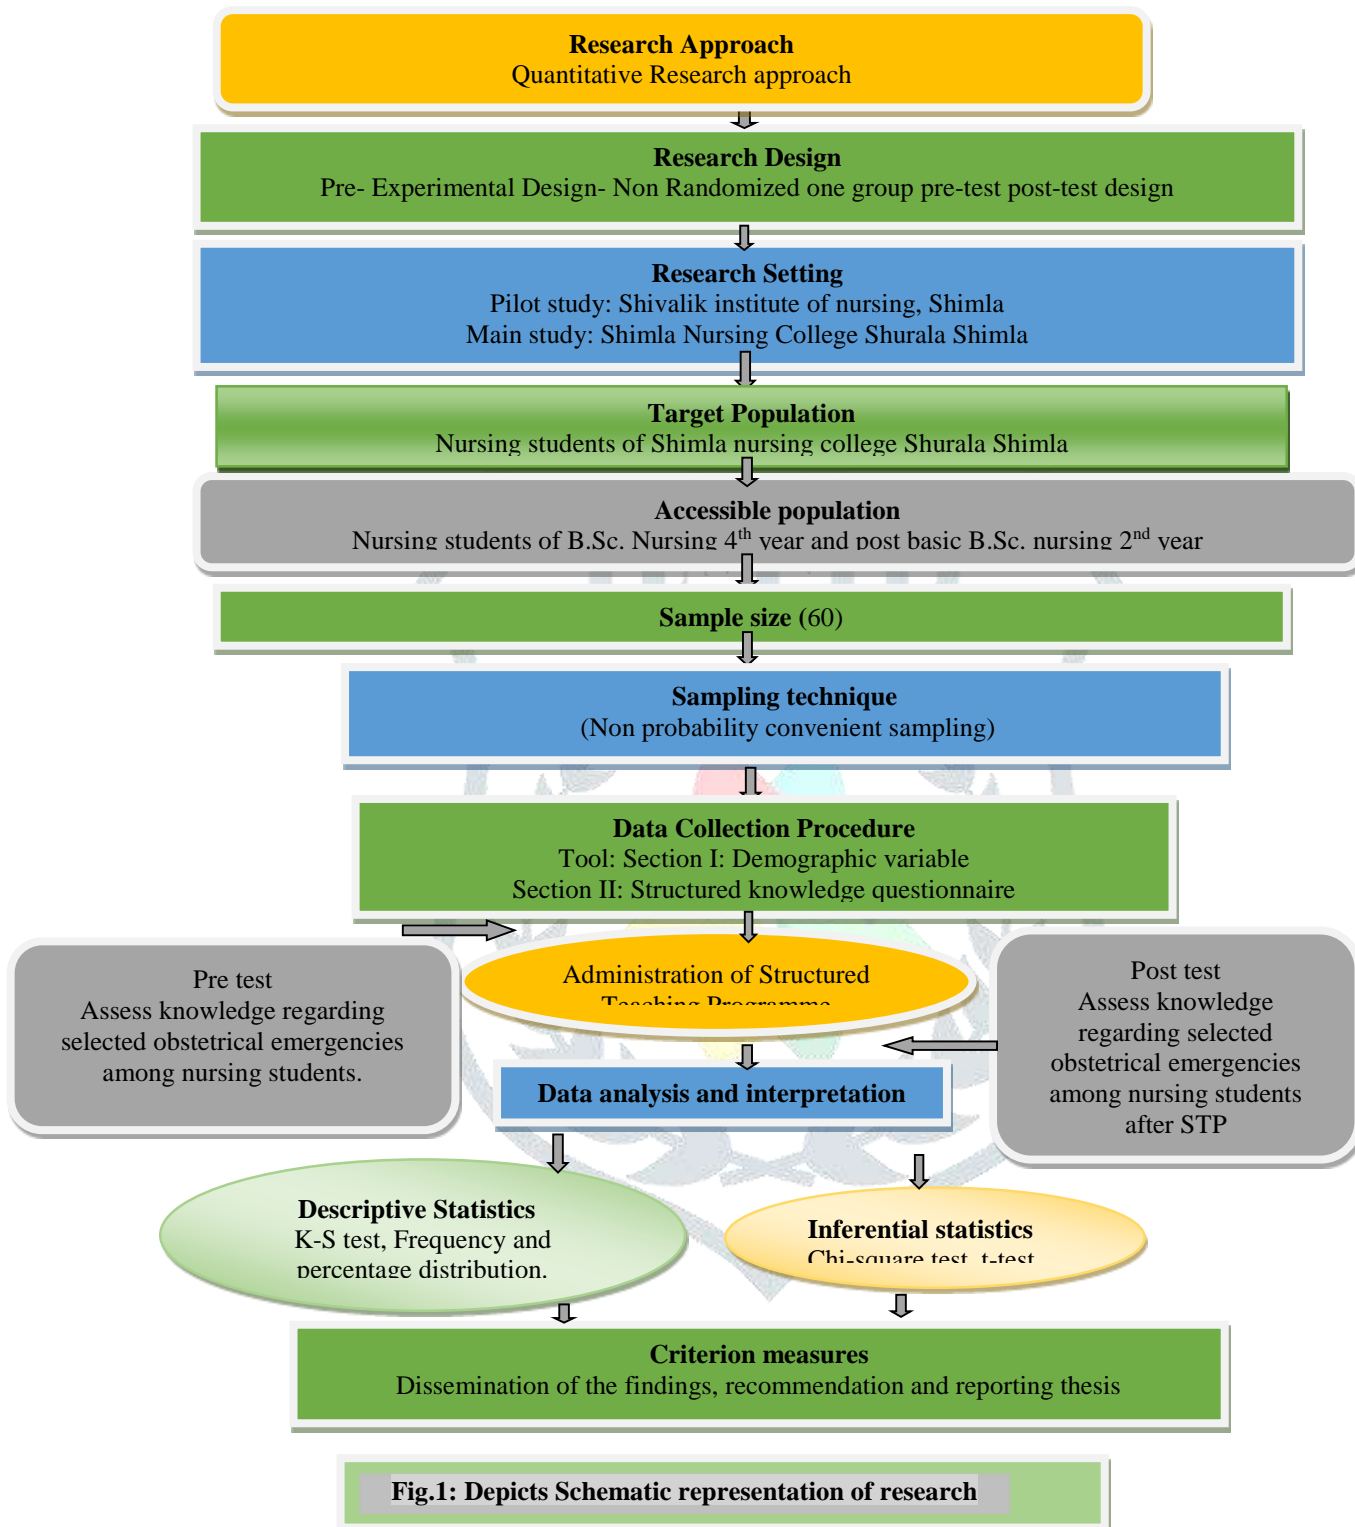 Research Approach
Quantitative Research approach
Research Design
Pre- Experimental Design- Non Randomized one group pre-test post-test design
Research Setting
Pilot study: Shivalik institute of nursing, Shimla
Main study: Shimla Nursing College Shurala Shimla
Target Population
Nursing students of Shimla nursing college Shurala Shimla
Accessible population
Nursing students of B.Sc. Nursing 4th year and post basic B.Sc. nursing 2nd year
Sample size (60)
Sampling technique
(Non probability convenient sampling)
Data Collection Procedure
Tool: Section I: Demographic variable
Section II: Structured knowledge questionnaire
Pre test
Assess knowledge regarding
selected obstetrical emergencies
among nursing students.
Administration of Structured
Teaching Programme
Post test
Assess knowledge
regarding selected
obstetrical emergencies
among nursing students
after STP
Data analysis and interpretation
Descriptive Statistics
K-S test, Frequency and
percentage distribution.
Inferential statistics
Chi-square test, t-test
Criterion measures
Dissemination of the findings, recommendation and reporting thesis
Fig.1: Depicts Schematic representation of research